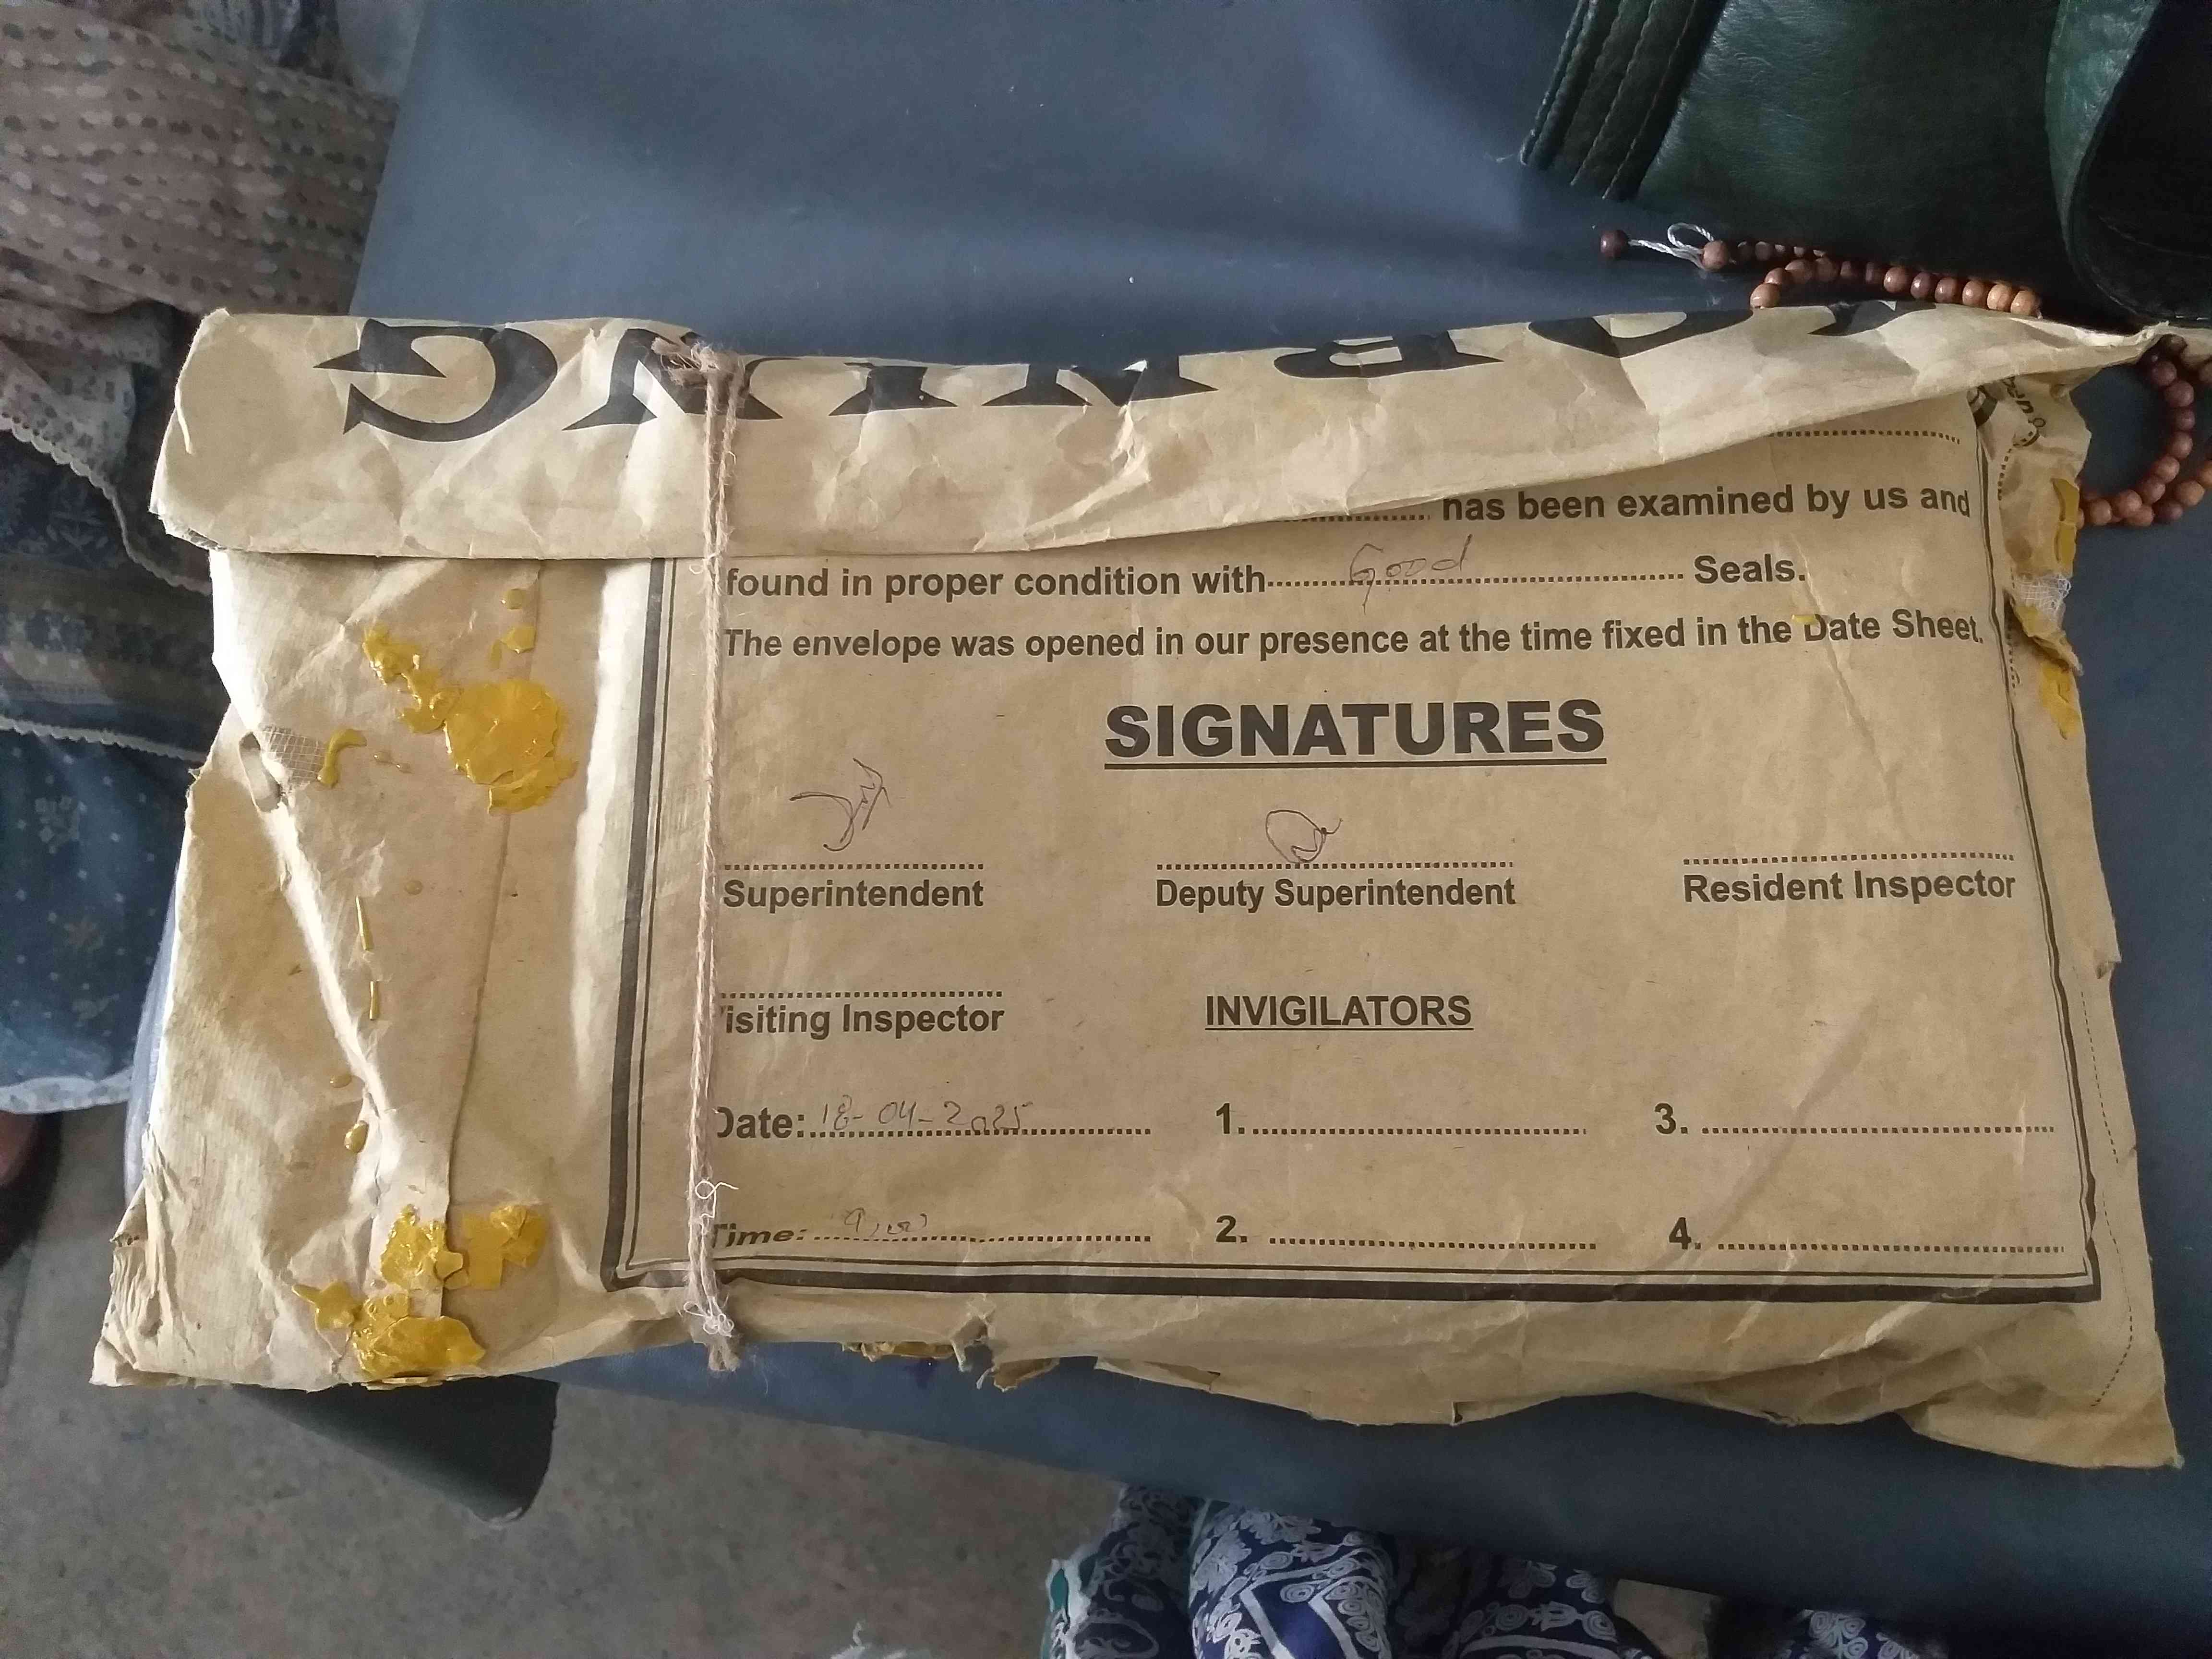 WARNING
has been examined by us and
found in proper condition with Good Seals.
The envelope was opened in our presence at the time fixed in the Date Sheet.
SIGNATURES
Superintendent Deputy Superintendent Resident Inspector
isiting Inspector INVIGILATORS
Date: 18-04-2025 1. 3.
Time: 2. 4.